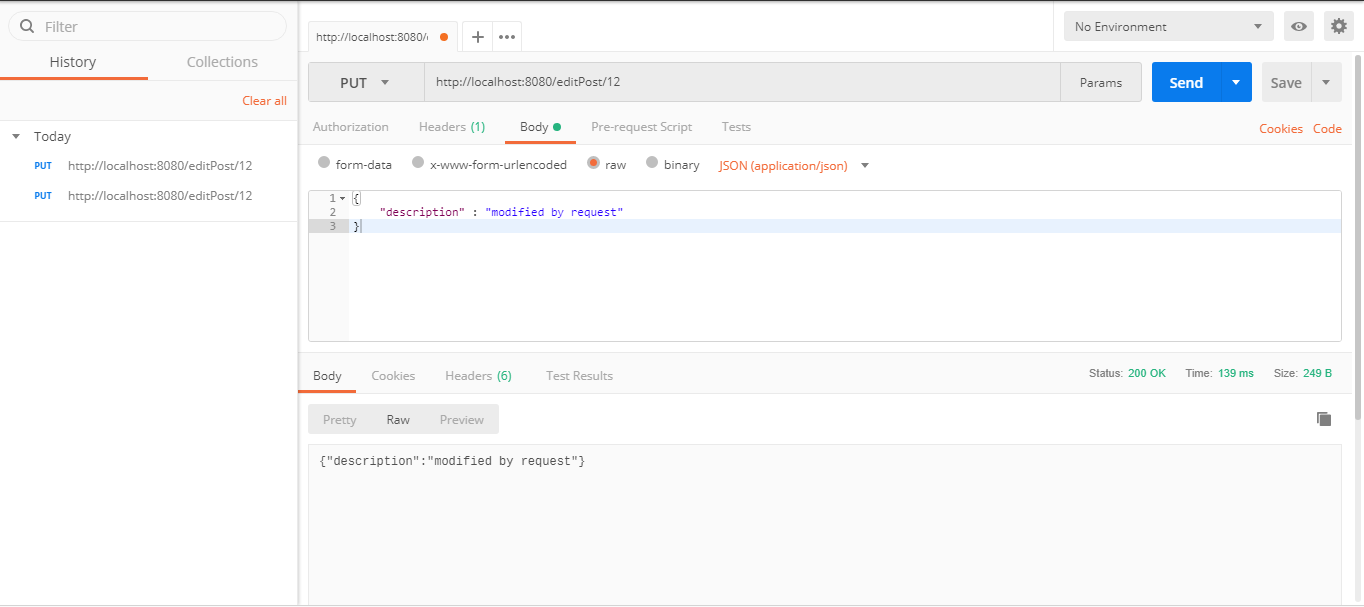 Filter
History Collections
Clear all
Today
PUT http://localhost:8080/editPost/12
PUT http://localhost:8080/editPost/12
http://localhost:8080/
No Environment
PUT http://localhost:8080/editPost/12 Params Send Save
Authorization Headers (1) Body Pre-request Script Tests Cookies Code
form-data x-www-form-urlencoded raw binary JSON (application/json)
1 {
2 "description" : "modified by request"
3 }
Body Cookies Headers (6) Test Results Status: 200 OK Time: 139 ms Size: 249 B
Pretty Raw Preview
{"description":"modified by request"}